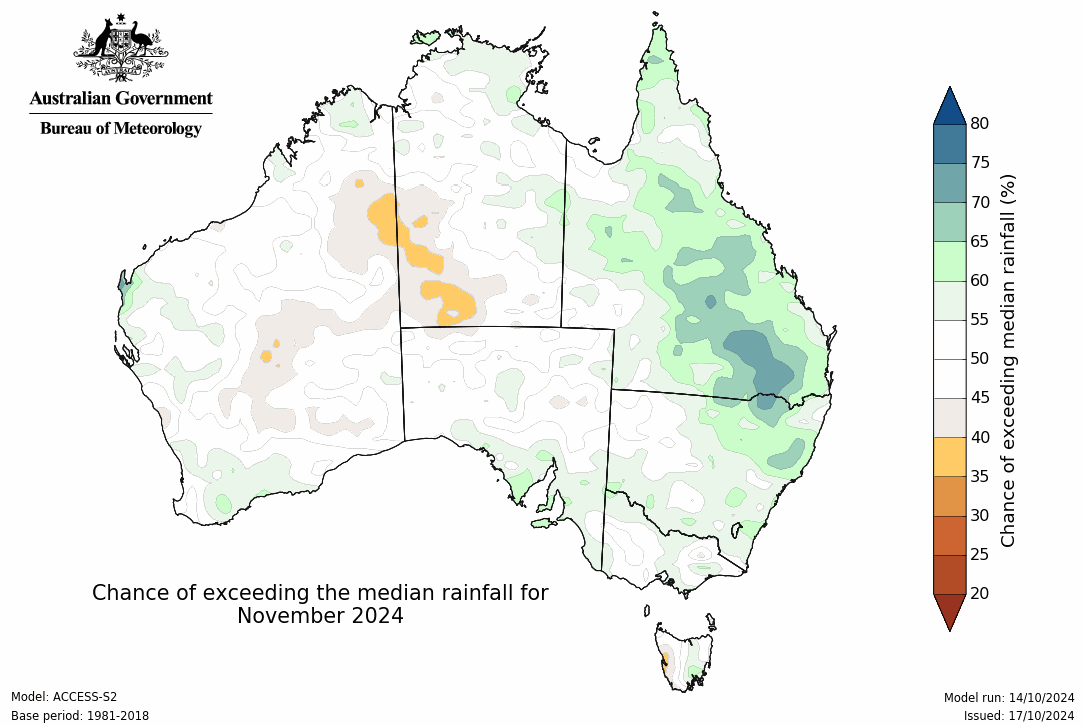 Australian Government
Bureau of Meteorology
80
75
70
65
60
55
50
45
40
35
30
25
20
Chance of exceeding median rainfall (%)
Chance of exceeding the median rainfall for
November 2024
Model: ACCESS-S2
Base period: 1981-2018
Model run: 14/10/2024
Issued: 17/10/2024